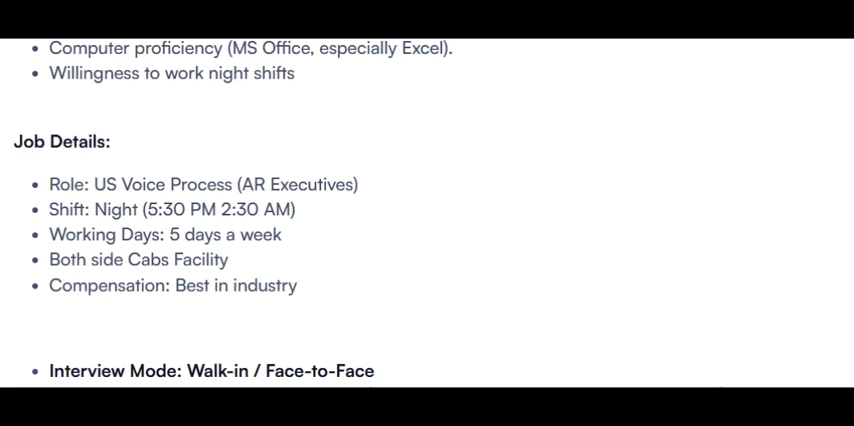 • Computer proficiency (MS Office, especially Excel).
• Willingness to work night shifts
Job Details:
• Role: US Voice Process (AR Executives)
• Shift: Night (5:30 PM 2:30 AM)
• Working Days: 5 days a week
• Both side Cabs Facility
• Compensation: Best in industry
• Interview Mode: Walk-in / Face-to-Face